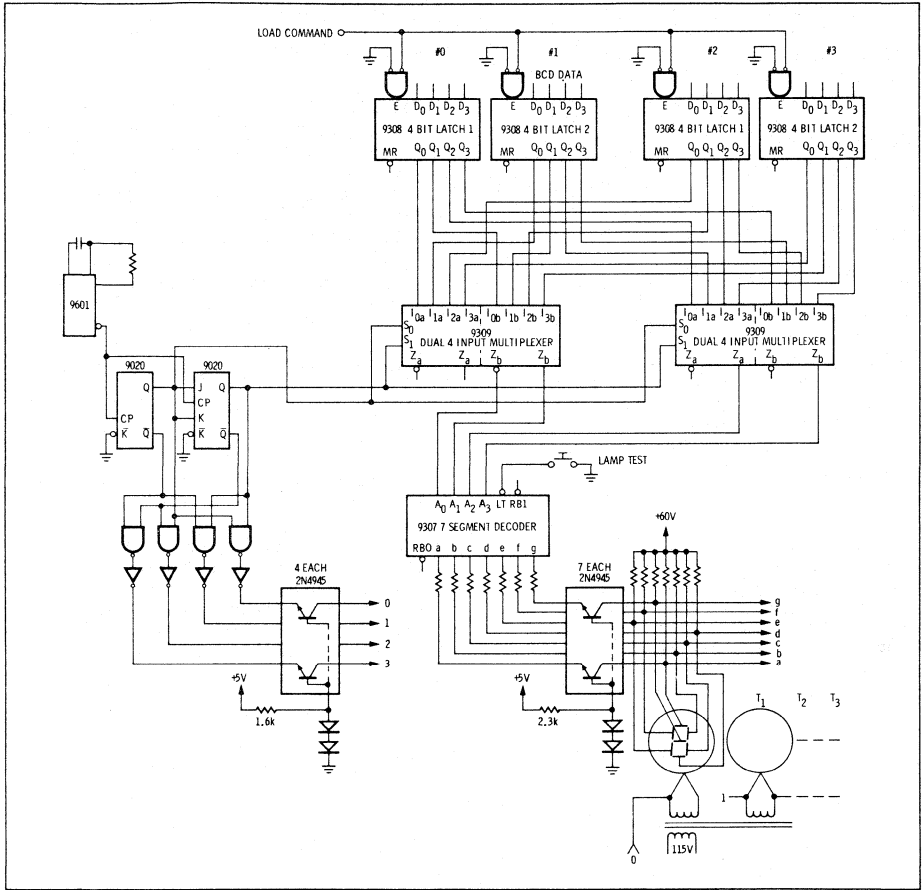 LOAD COMMAND
#0 #1 #2 #3
BCD DATA
E D0 D1 D2 D3
9308 4 BIT LATCH 1
MR Q0 Q1 Q2 Q3
E D0 D1 D2 D3
9308 4 BIT LATCH 2
MR Q0 Q1 Q2 Q3
E D0 D1 D2 D3
9308 4 BIT LATCH 1
MR Q0 Q1 Q2 Q3
E D0 D1 D2 D3
9308 4 BIT LATCH 2
MR Q0 Q1 Q2 Q3
9601
S0 I0a I1a I2a I3a I0b I1b I2b I3b
9309
S1 DUAL 4 INPUT MULTIPLEXER
Za Za Zb Zb
S0 I0a I1a I2a I3a I0b I1b I2b I3b
9309
S1 DUAL 4 INPUT MULTIPLEXER
Za Za Zb Zb
9020
Q
CP
K̅ Q̅
9020
J Q
CP
K
K̅ Q̅
LAMP TEST
A0 A1 A2 A3 LT RB1
9307 7 SEGMENT DECODER
RBO a b c d e f g
+60V
4 EACH
2N4945
0
1
2
3
+5V
1.6k
7 EACH
2N4945
g
f
e
d
c
b
a
+5V
2.3k
T1 T2 T3
1
115V
0